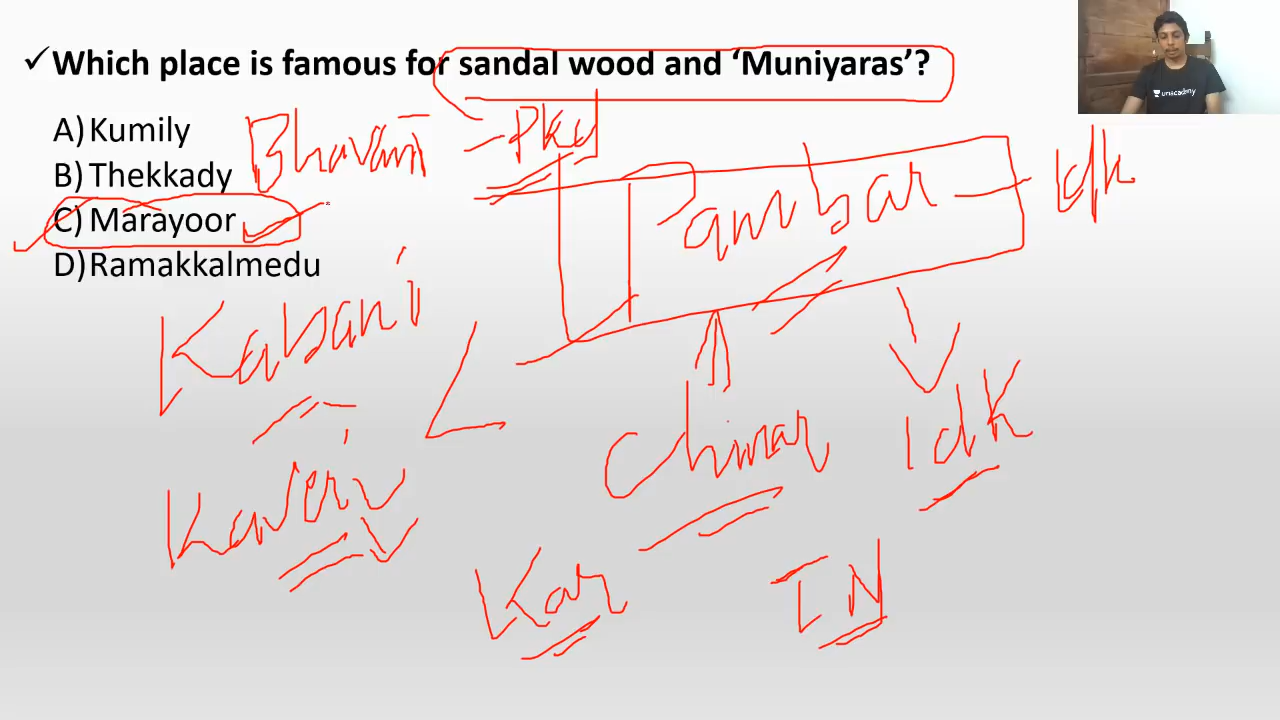 ✓Which place is famous for sandal wood and ‘Muniyaras’?
unacademy
A) Kumily
B) Thekkady
C) Marayoor
D) Ramakkalmedu
Bhavani
Pkd
Pambar
Idk
Kabani
Chinar
Idk
Kaveri
Kar
TN